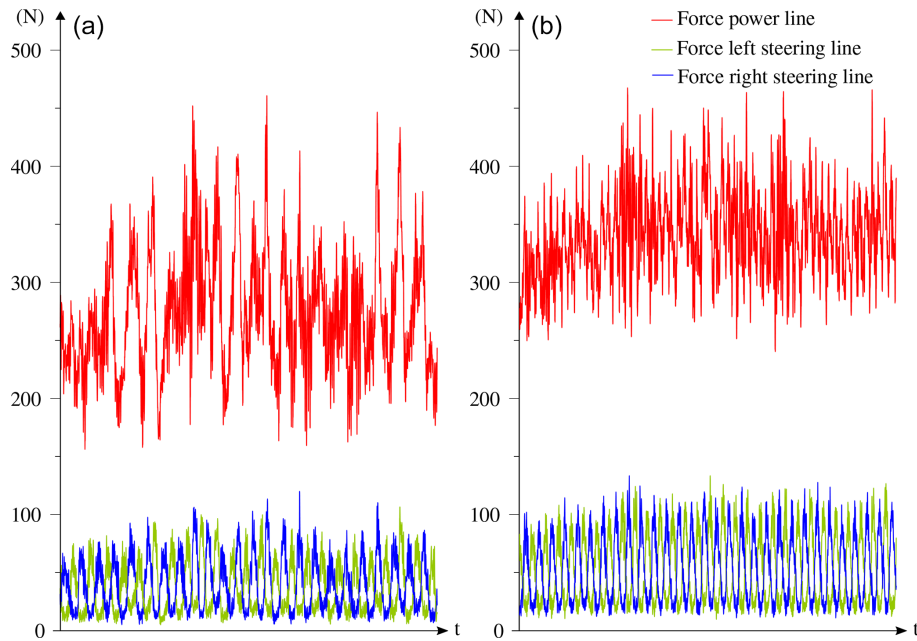 (N)
(a)
500
400
300
200
100
0
t
(N)
(b)
Force power line
Force left steering line
Force right steering line
500
400
300
200
100
0
t